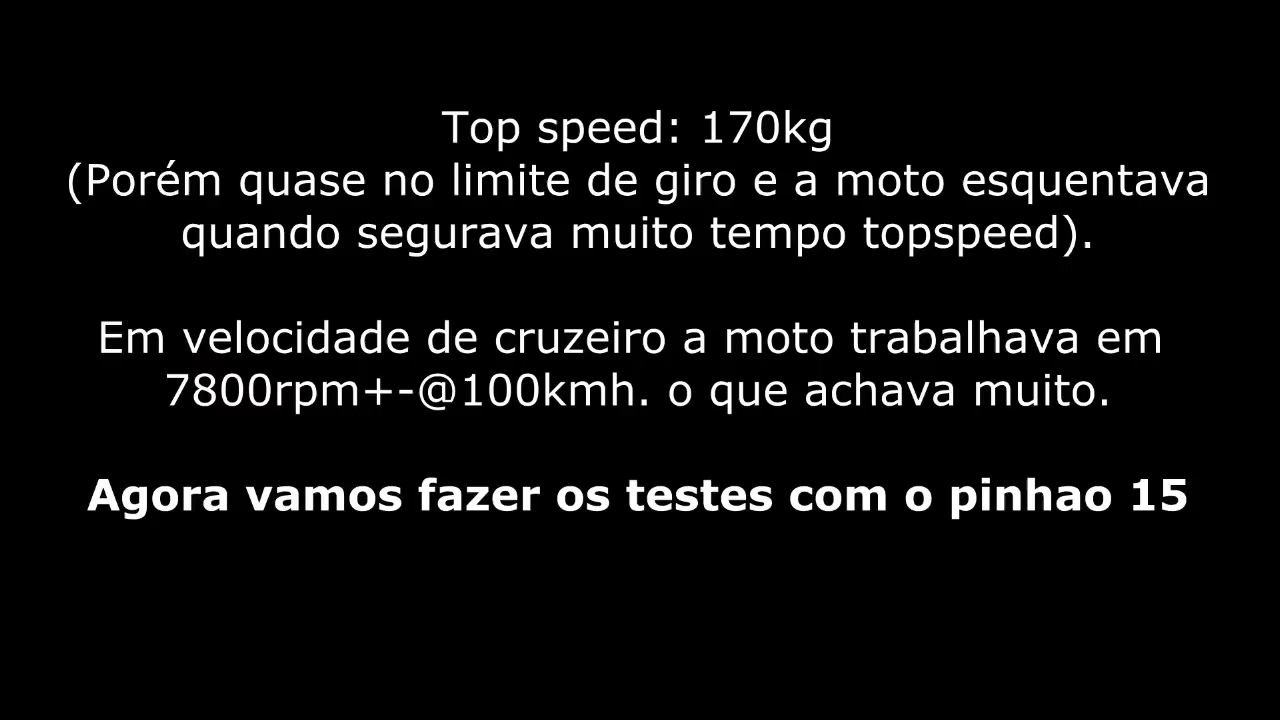 Top speed: 170kg
(Porém quase no limite de giro e a moto esquentava
quando segurava muito tempo topspeed).
Em velocidade de cruzeiro a moto trabalhava em
7800rpm+-@100kmh. o que achava muito.
Agora vamos fazer os testes com o pinhao 15